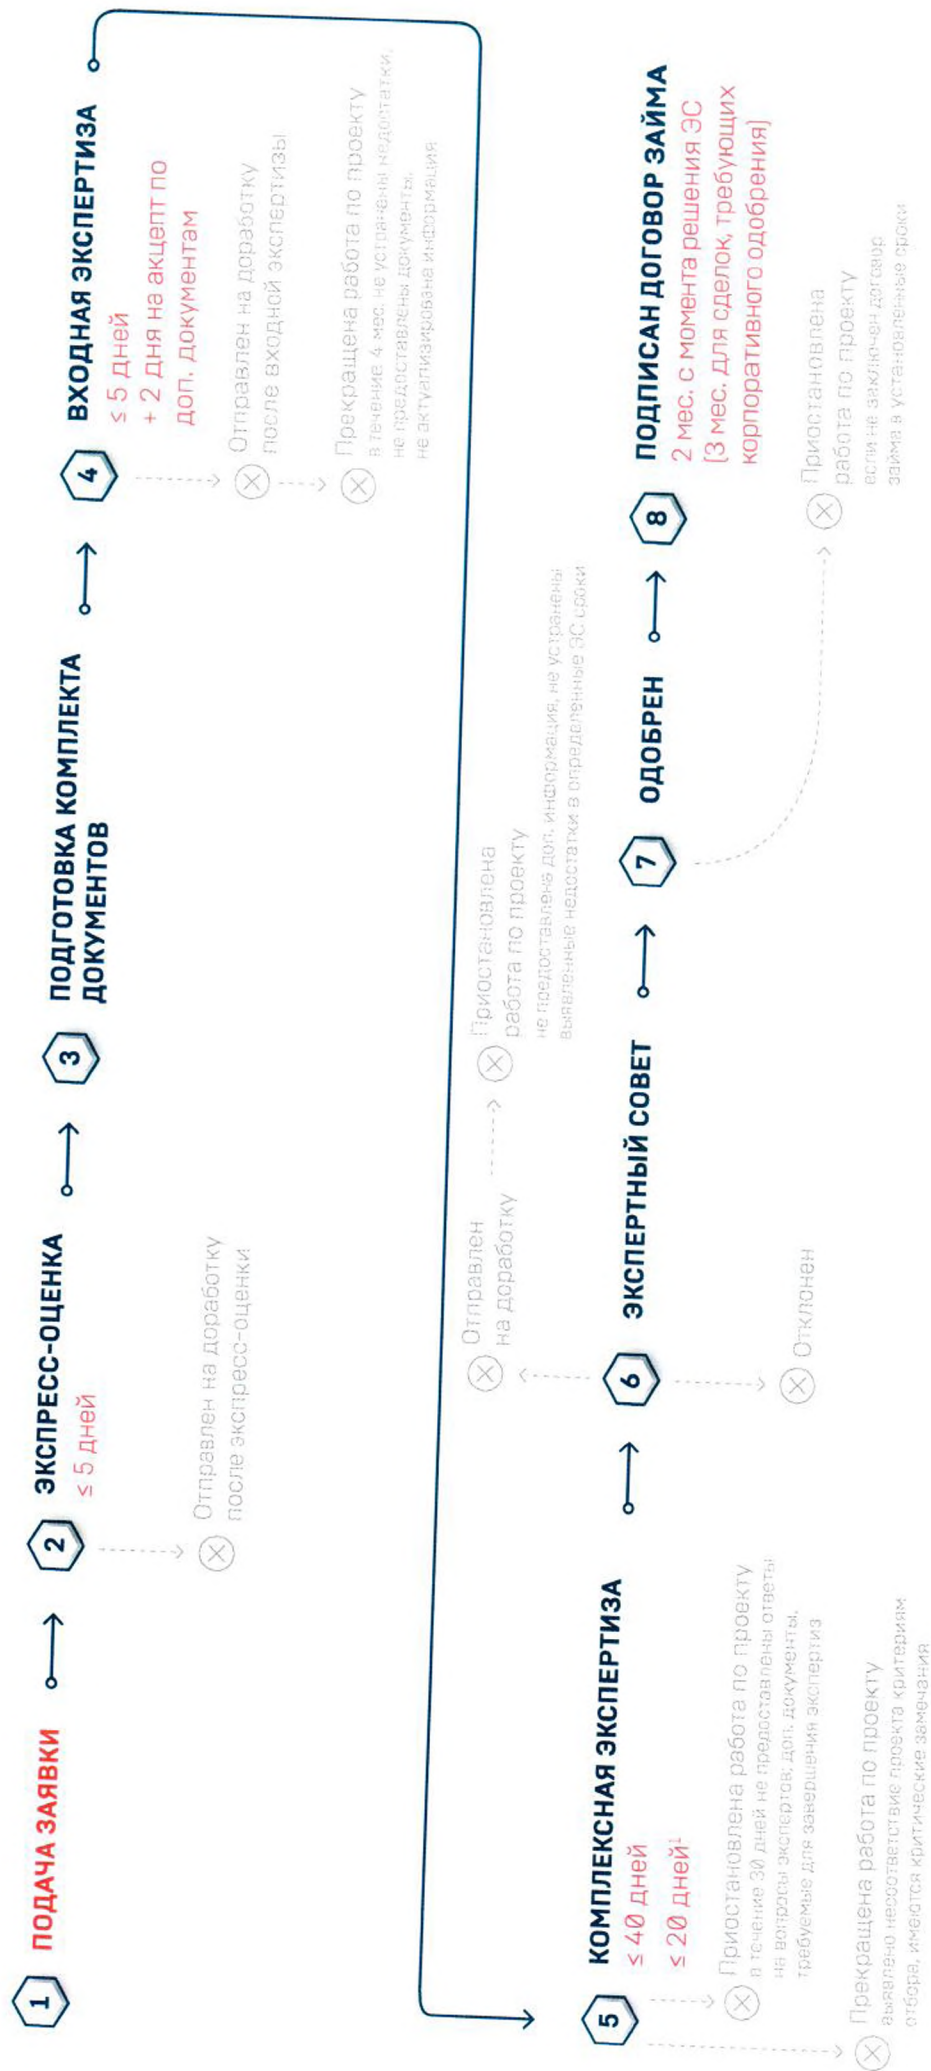 1
ПОДАЧА ЗАЯВКИ
2
ЭКСПРЕСС-ОЦЕНКА
≤ 5 дней
Отправлен на доработку
после экспресс-оценки
3
ПОДГОТОВКА КОМПЛЕКТА
ДОКУМЕНТОВ
4
ВХОДНАЯ ЭКСПЕРТИЗА
≤ 5 дней
+ 2 дня на акцепт по
доп. документам
Отправлен на доработку
после входной экспертизы
Прекращена работа по проекту
в течение 4 мес. не устранены недостатки,
не предоставлены документы,
не актуализирована информация
5
КОМПЛЕКСНАЯ ЭКСПЕРТИЗА
≤ 40 дней
≤ 20 дней¹
Приостановлена работа по проекту
в течение 30 дней не предоставлены ответы
на вопросы экспертов; доп. документы,
требуемые для завершения экспертиз
Прекращена работа по проекту
выявлено несоответствие проекта критериям
отбора, имеются критические замечания
6
ЭКСПЕРТНЫЙ СОВЕТ
Отправлен
на доработку
Приостановлена
работа по проекту
не предоставлена доп. информация, не устранены
выявленные недостатки в определенные ЭС сроки
Отклонен
7
ОДОБРЕН
Приостановлена
работа по проекту
если не заключен договор
займа в установленные сроки
8
ПОДПИСАН ДОГОВОР ЗАЙМА
2 мес. с момента решения ЭС
(3 мес. для сделок, требующих
корпоративного одобрения)